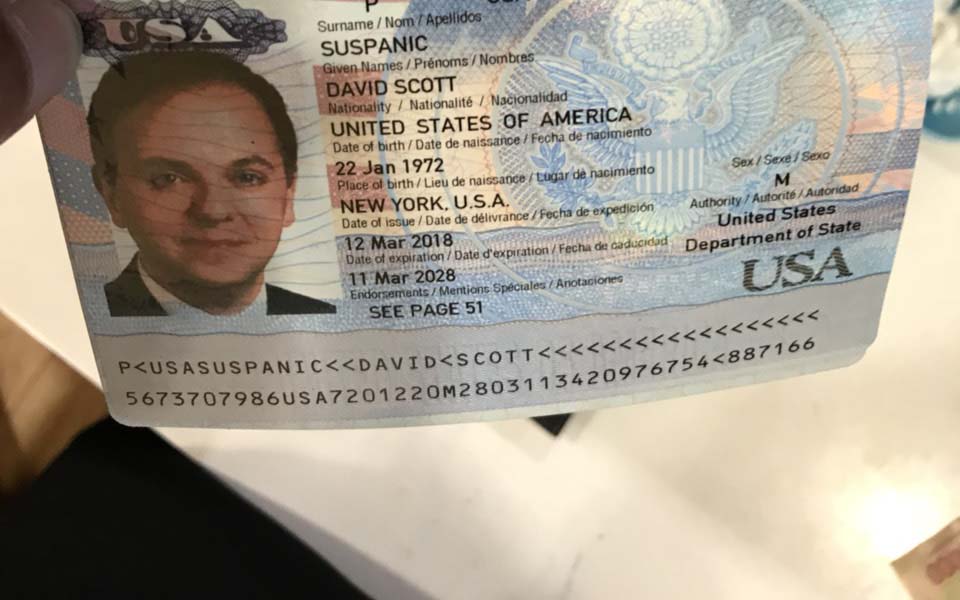 USA
Surname / Nom / Apellidos
SUSPANIC
Given Names / Prénoms / Nombres
DAVID SCOTT
Nationality / Nationalité / Nacionalidad
UNITED STATES OF AMERICA
Date of birth / Date de naissance / Fecha de nacimiento
22 Jan 1972
Place of birth / Lieu de naissance / Lugar de nacimiento
Sex / Sexe / Sexo
NEW YORK, U.S.A.
M
Date of issue / Date de délivrance / Fecha de expedición
Authority / Autorité / Autoridad
12 Mar 2018
United States
Date of expiration / Date d'expiration / Fecha de caducidad
Department of State
11 Mar 2028
USA
Endorsements / Mentions Spéciales / Anotaciones
SEE PAGE 51
P<USASUSPANIC<<DAVID<SCOTT<<<<<<<<<<<<<<<<<<
5673707986USA7201220M2803113420976754<887166